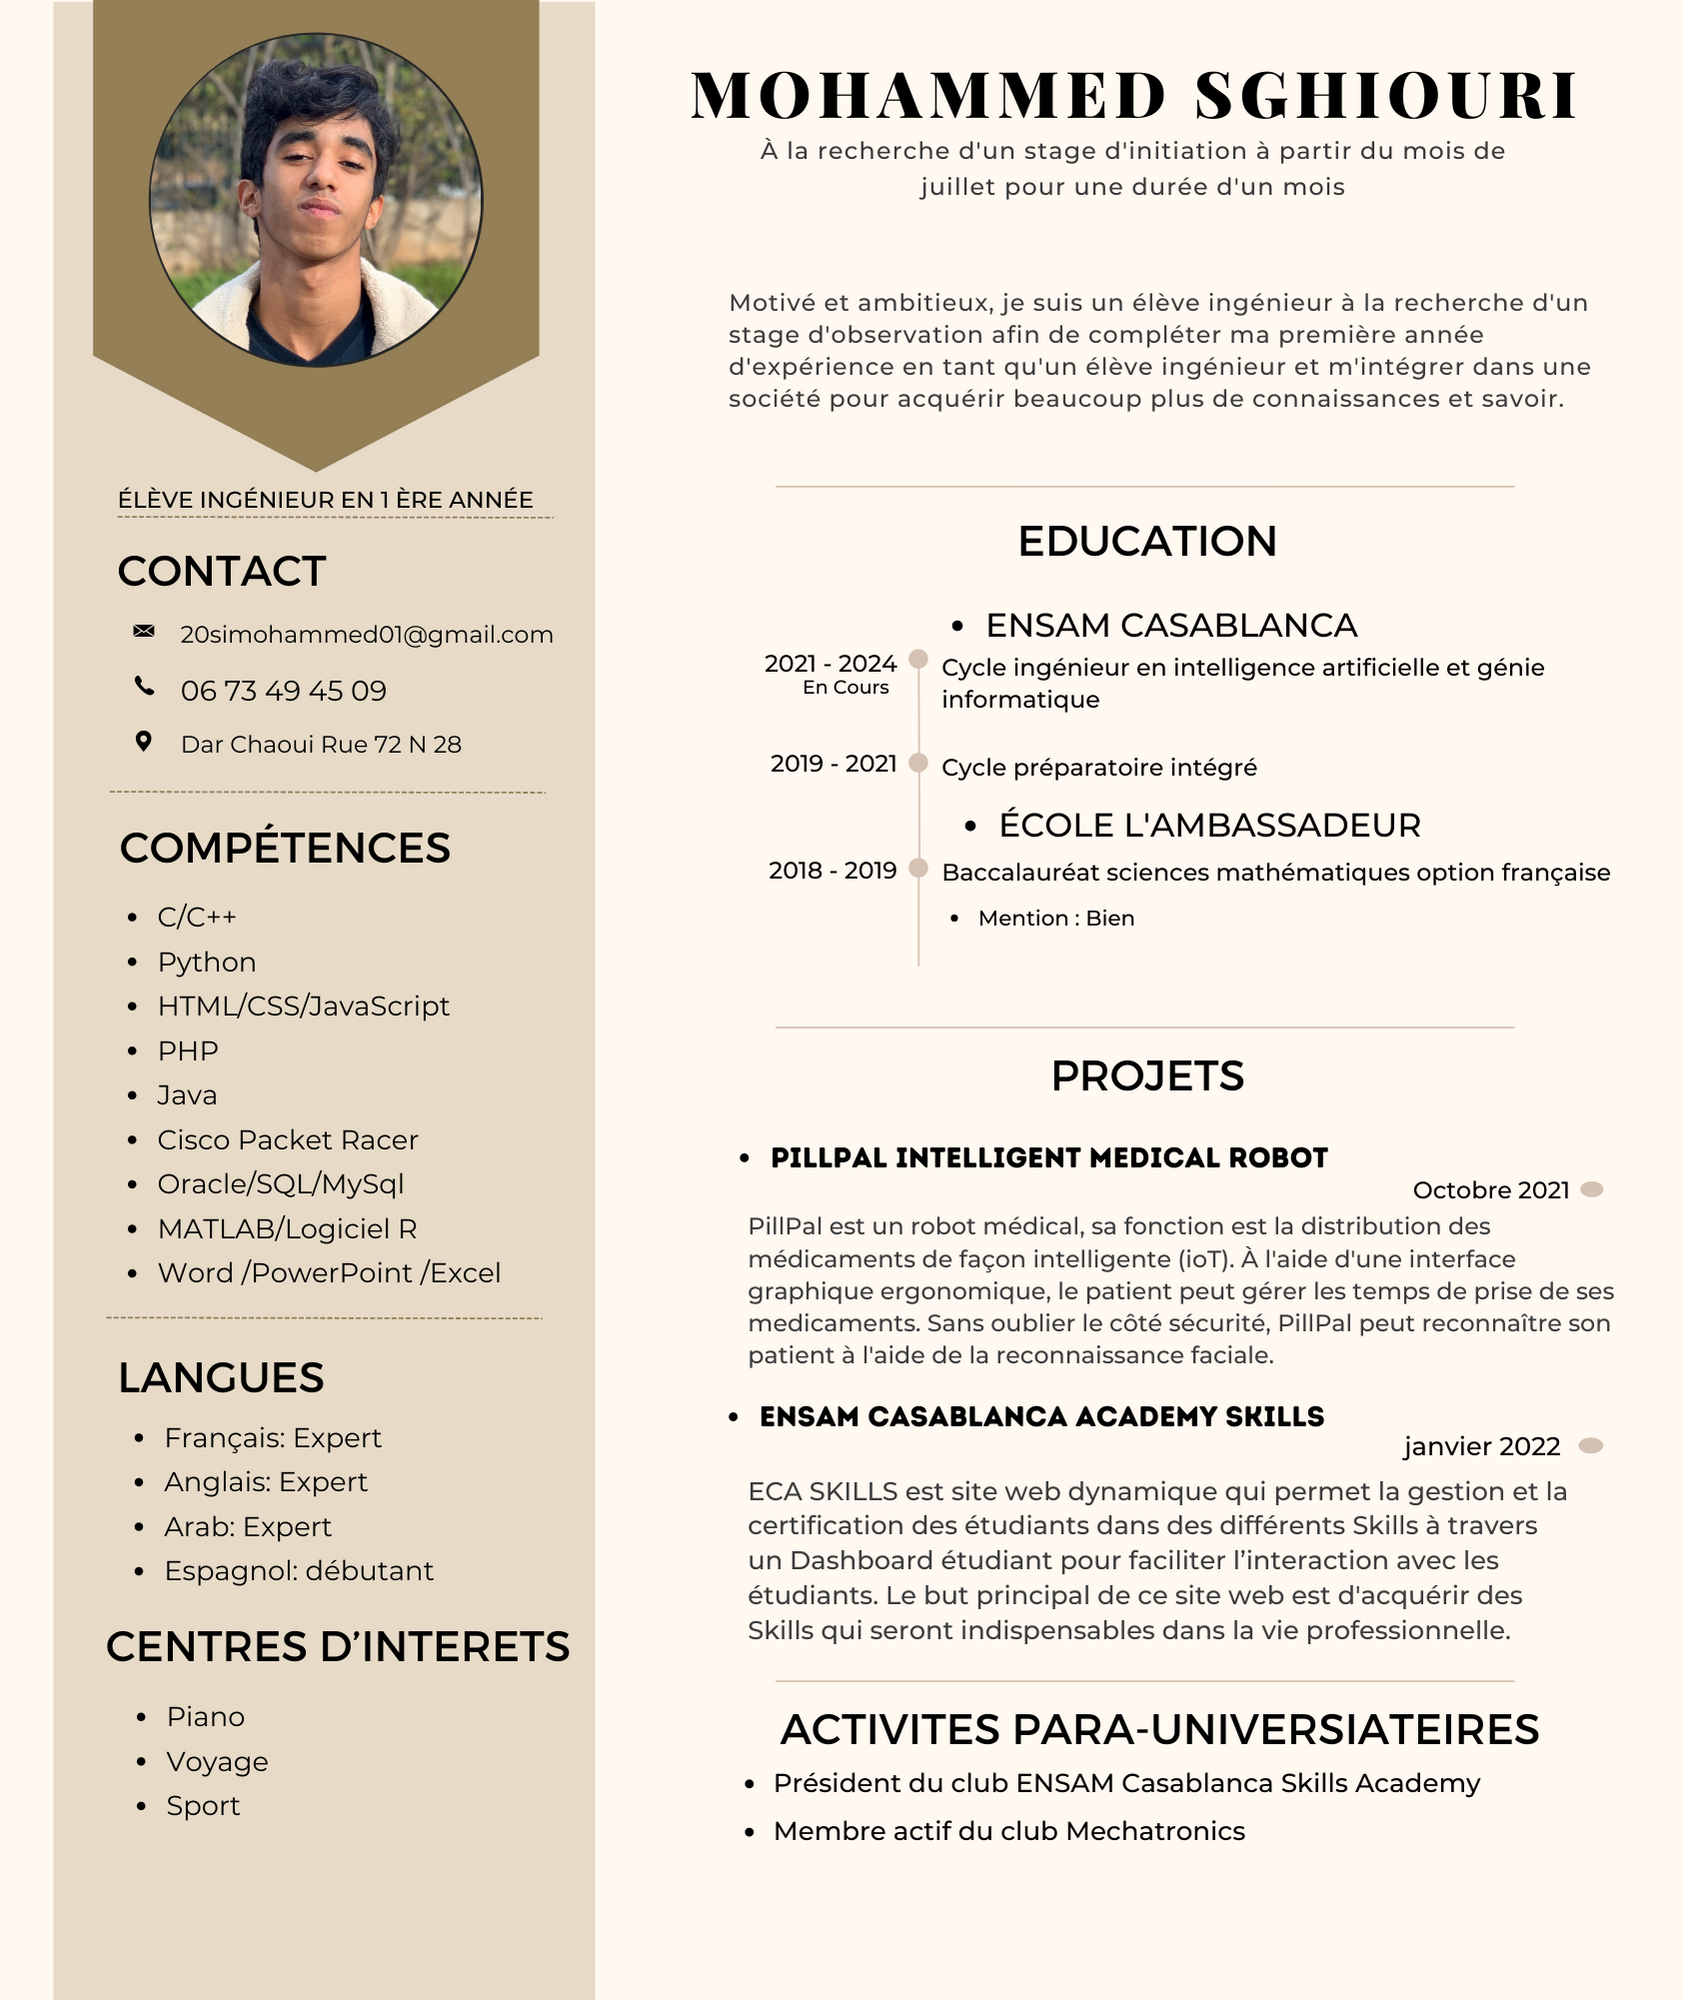 ÉLÈVE INGÉNIEUR EN 1 ÈRE ANNÉE
CONTACT
20simohammed01@gmail.com
06 73 49 45 09
Dar Chaoui Rue 72 N 28
COMPÉTENCES
• C/C++
• Python
• HTML/CSS/JavaScript
• PHP
• Java
• Cisco Packet Racer
• Oracle/SQL/MySql
• MATLAB/Logiciel R
• Word /PowerPoint /Excel
LANGUES
• Français: Expert
• Anglais: Expert
• Arab: Expert
• Espagnol: débutant
CENTRES D’INTERETS
• Piano
• Voyage
• Sport
MOHAMMED SGHIOURI
À la recherche d'un stage d'initiation à partir du mois de
juillet pour une durée d'un mois
Motivé et ambitieux, je suis un élève ingénieur à la recherche d'un
stage d'observation afin de compléter ma première année
d'expérience en tant qu'un élève ingénieur et m'intégrer dans une
société pour acquérir beaucoup plus de connaissances et savoir.
EDUCATION
• ENSAM CASABLANCA
2021 - 2024
En Cours
Cycle ingénieur en intelligence artificielle et génie
informatique
2019 - 2021
Cycle préparatoire intégré
• ÉCOLE L'AMBASSADEUR
2018 - 2019
Baccalauréat sciences mathématiques option française
• Mention : Bien
PROJETS
• PILLPAL INTELLIGENT MEDICAL ROBOT
Octobre 2021
PillPal est un robot médical, sa fonction est la distribution des
médicaments de façon intelligente (ioT). À l'aide d'une interface
graphique ergonomique, le patient peut gérer les temps de prise de ses
medicaments. Sans oublier le côté sécurité, PillPal peut reconnaître son
patient à l'aide de la reconnaissance faciale.
• ENSAM CASABLANCA ACADEMY SKILLS
janvier 2022
ECA SKILLS est site web dynamique qui permet la gestion et la
certification des étudiants dans des différents Skills à travers
un Dashboard étudiant pour faciliter l’interaction avec les
étudiants. Le but principal de ce site web est d'acquérir des
Skills qui seront indispensables dans la vie professionnelle.
ACTIVITES PARA-UNIVERSIATEIRES
• Président du club ENSAM Casablanca Skills Academy
• Membre actif du club Mechatronics